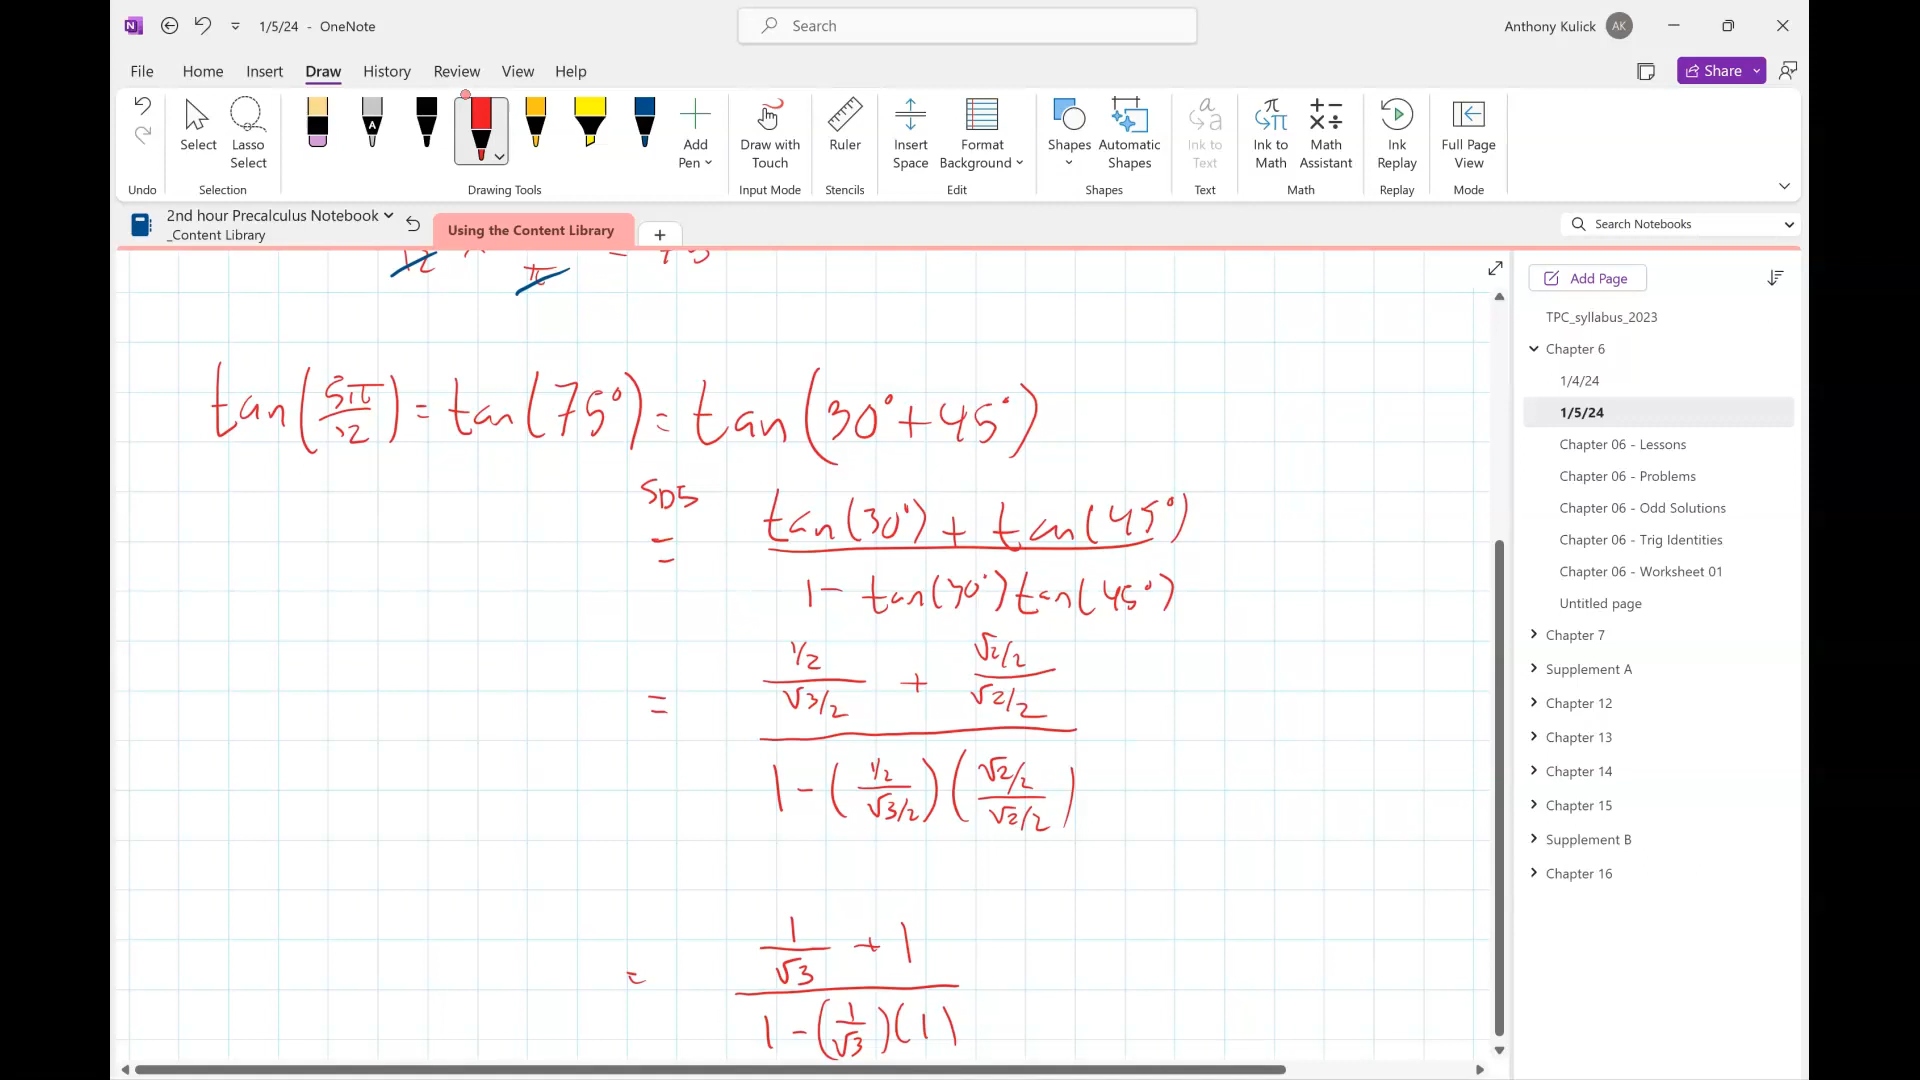 1/5/24 - OneNote
Search
Anthony Kulick AK
File Home Insert Draw History Review View Help
Share
Select
Lasso Select
Add Pen
Draw with Touch
Ruler
Insert Space
Format Background
Shapes
Automatic Shapes
Ink to Text
Ink to Math
Math Assistant
Ink Replay
Full Page View
Undo Selection Drawing Tools Input Mode Stencils Edit Shapes Text Math Replay Mode
2nd hour Precalculus Notebook
_Content Library
Using the Content Library
Search Notebooks
tan(5π/12) = tan(75°) = tan(30°+45°)
SD5
= (tan(30°) + tan(45°)) / (1 - tan(30°)tan(45°))
= ((1/2)/(√3/2) + (√2/2)/(√2/2)) / (1 - ((1/2)/(√3/2))((√2/2)/(√2/2)))
= (1/√3 + 1) / (1 - (1/√3)(1))
Add Page
TPC_syllabus_2023
Chapter 6
1/4/24
1/5/24
Chapter 06 - Lessons
Chapter 06 - Problems
Chapter 06 - Odd Solutions
Chapter 06 - Trig Identities
Chapter 06 - Worksheet 01
Untitled page
Chapter 7
Supplement A
Chapter 12
Chapter 13
Chapter 14
Chapter 15
Supplement B
Chapter 16